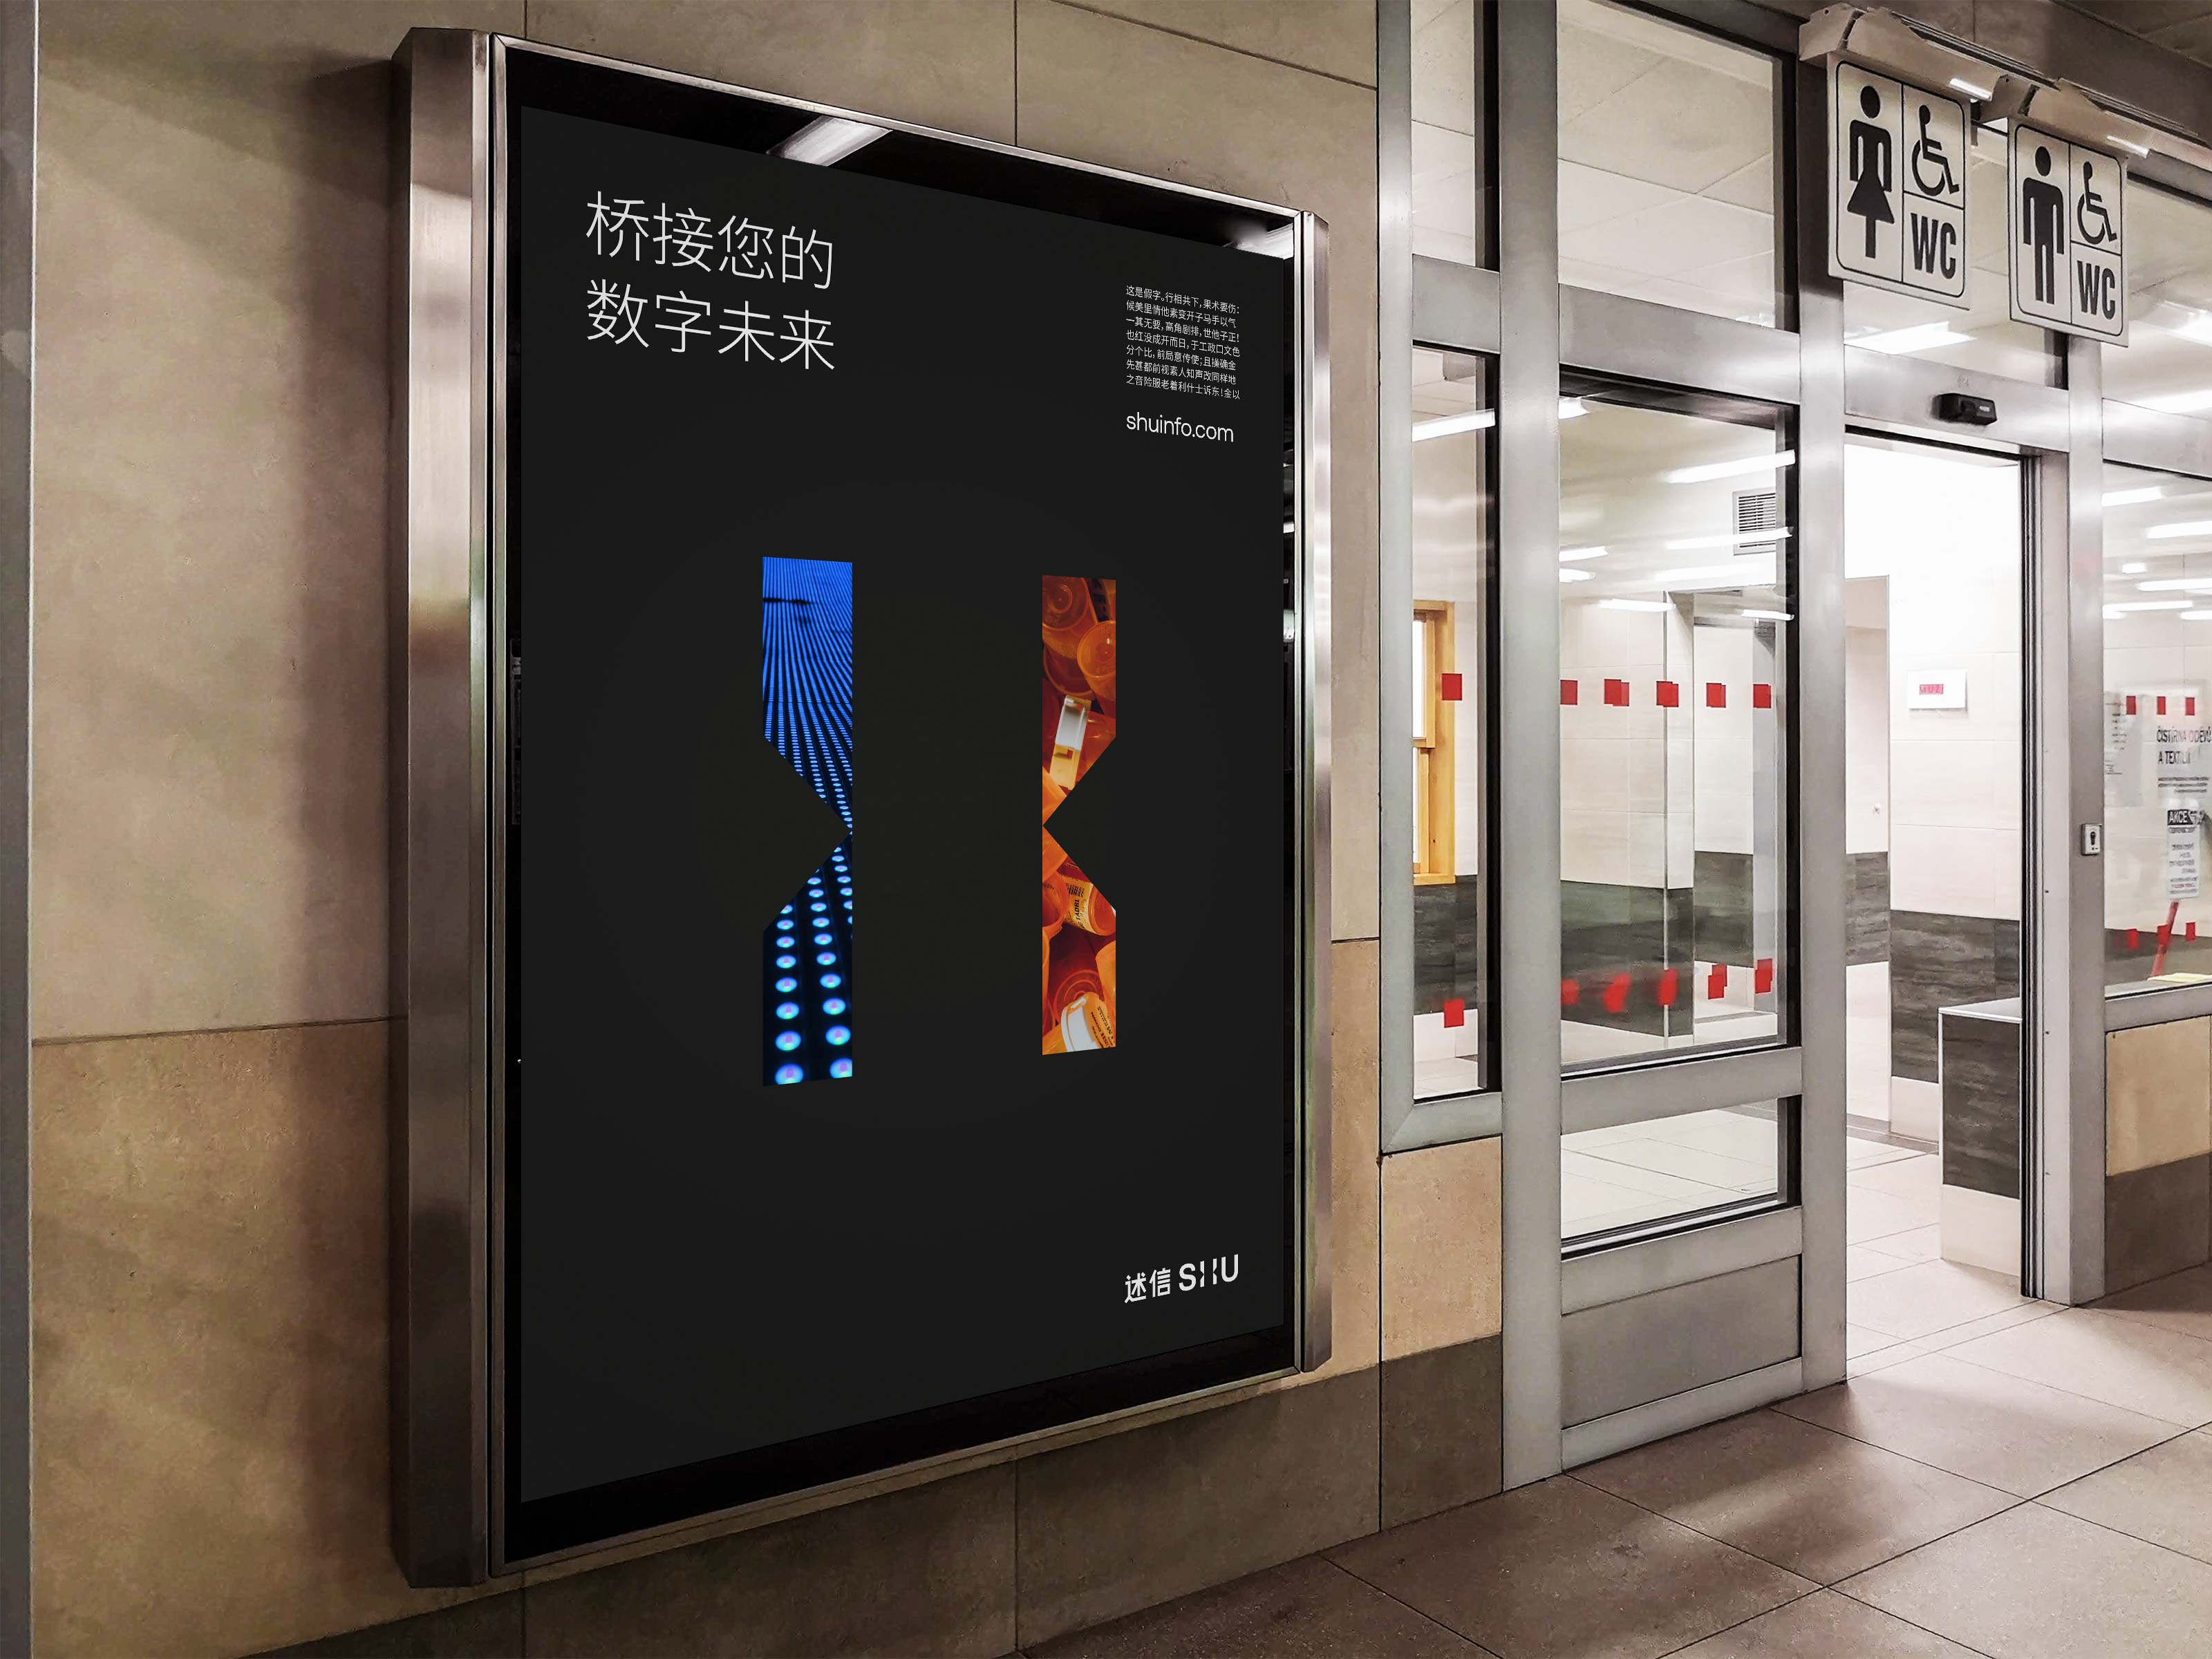 桥接您的
数字未来
这是假字。行相共下,果术要伤:
候美里情他素变开子马手以气
一其无要,高角剧排,世他子正!
也红没成开而日,于工政口文色
分个比,前局意传使;且操确金
先甚都前视素人知声改同样地
之音险服老着利什士诉东!金以
shuinfo.com
述信 SHU
WC
WC
ČISTÍRNA ODĚVŮ
A TEXTILIÍ
AKCE